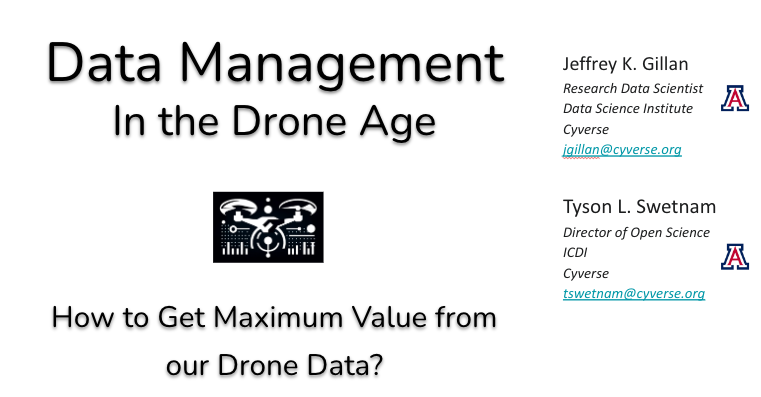 Data Management
In the Drone Age
How to Get Maximum Value from
our Drone Data?
Jeffrey K. Gillan
Research Data Scientist
Data Science Institute
Cyverse
jgillan@cyverse.org
Tyson L. Swetnam
Director of Open Science
ICDI
Cyverse
tswetnam@cyverse.org
A
A